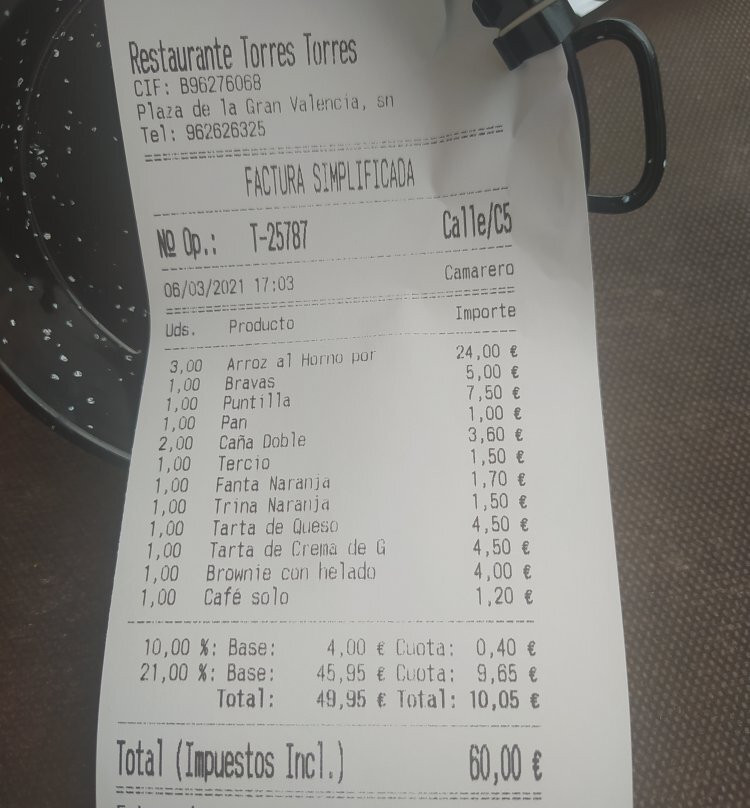 Restaurante Torres Torres
CIF: B96276068
Plaza de la Gran Valencia, sn
Tel: 962626325
FACTURA SIMPLIFICADA
Nº Op.: T-25787 Calle/C5
06/03/2021 17:03 Camarero
Uds. Producto Importe
3,00 Arroz al Horno por 24,00 €
1,00 Bravas 5,00 €
1,00 Puntilla 7,50 €
1,00 Pan 1,00 €
2,00 Caña Doble 3,60 €
1,00 Tercio 1,50 €
1,00 Fanta Naranja 1,70 €
1,00 Trina Naranja 1,50 €
1,00 Tarta de Queso 4,50 €
1,00 Tarta de Crema de G 4,50 €
1,00 Brownie con helado 4,00 €
1,00 Café solo 1,20 €
10,00 %: Base: 4,00 € Cuota: 0,40 €
21,00 %: Base: 45,95 € Cuota: 9,65 €
Total: 49,95 € Total: 10,05 €
Total (Impuestos Incl.) 60,00 €